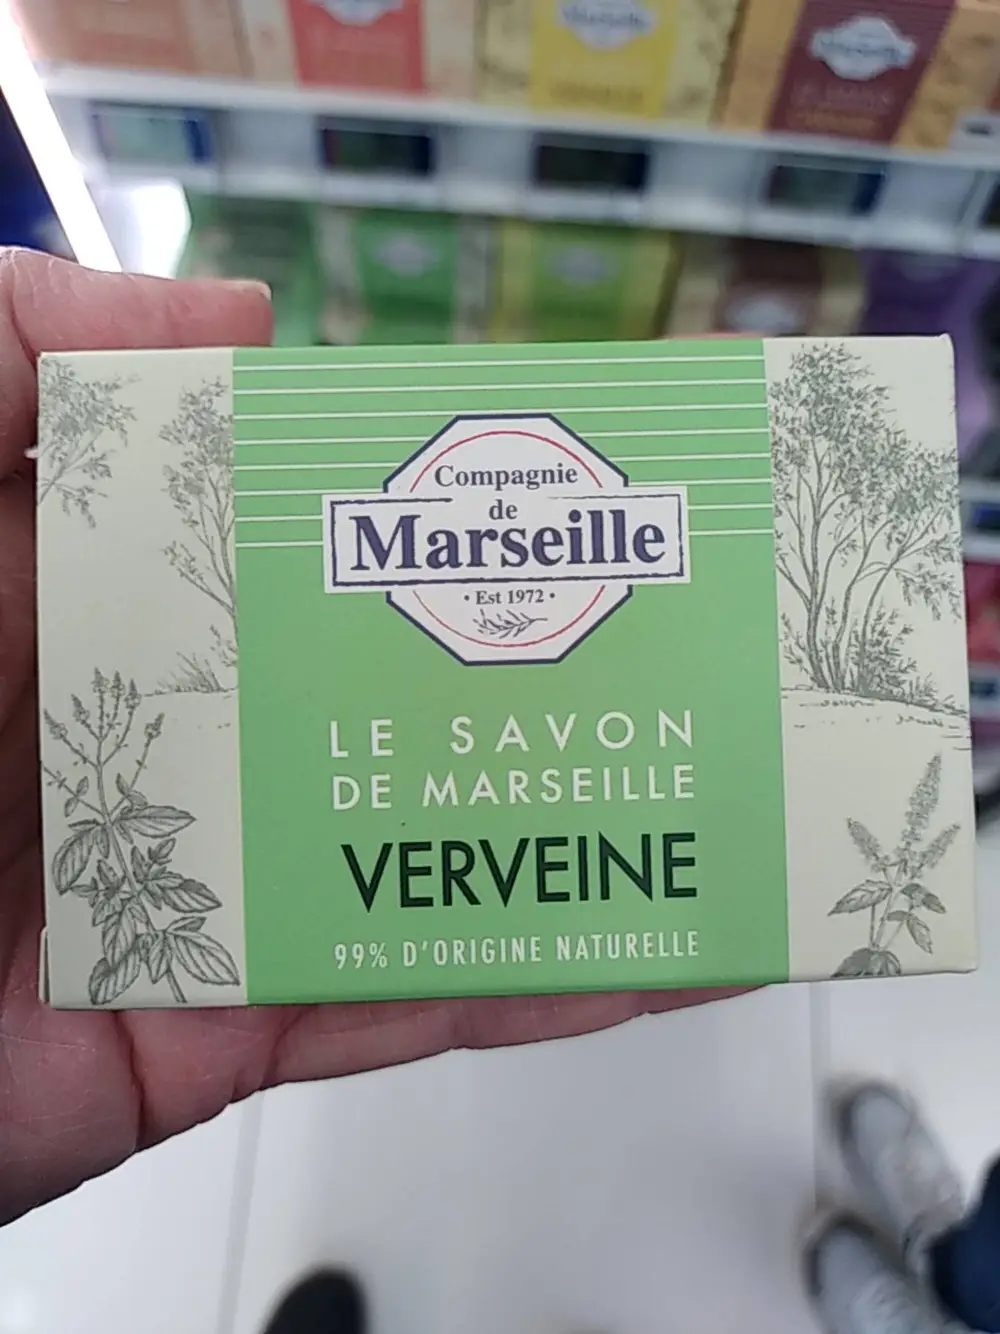 Compagnie
de
Marseille
• Est 1972 •
LE SAVON
DE MARSEILLE
VERVEINE
99% D'ORIGINE NATURELLE